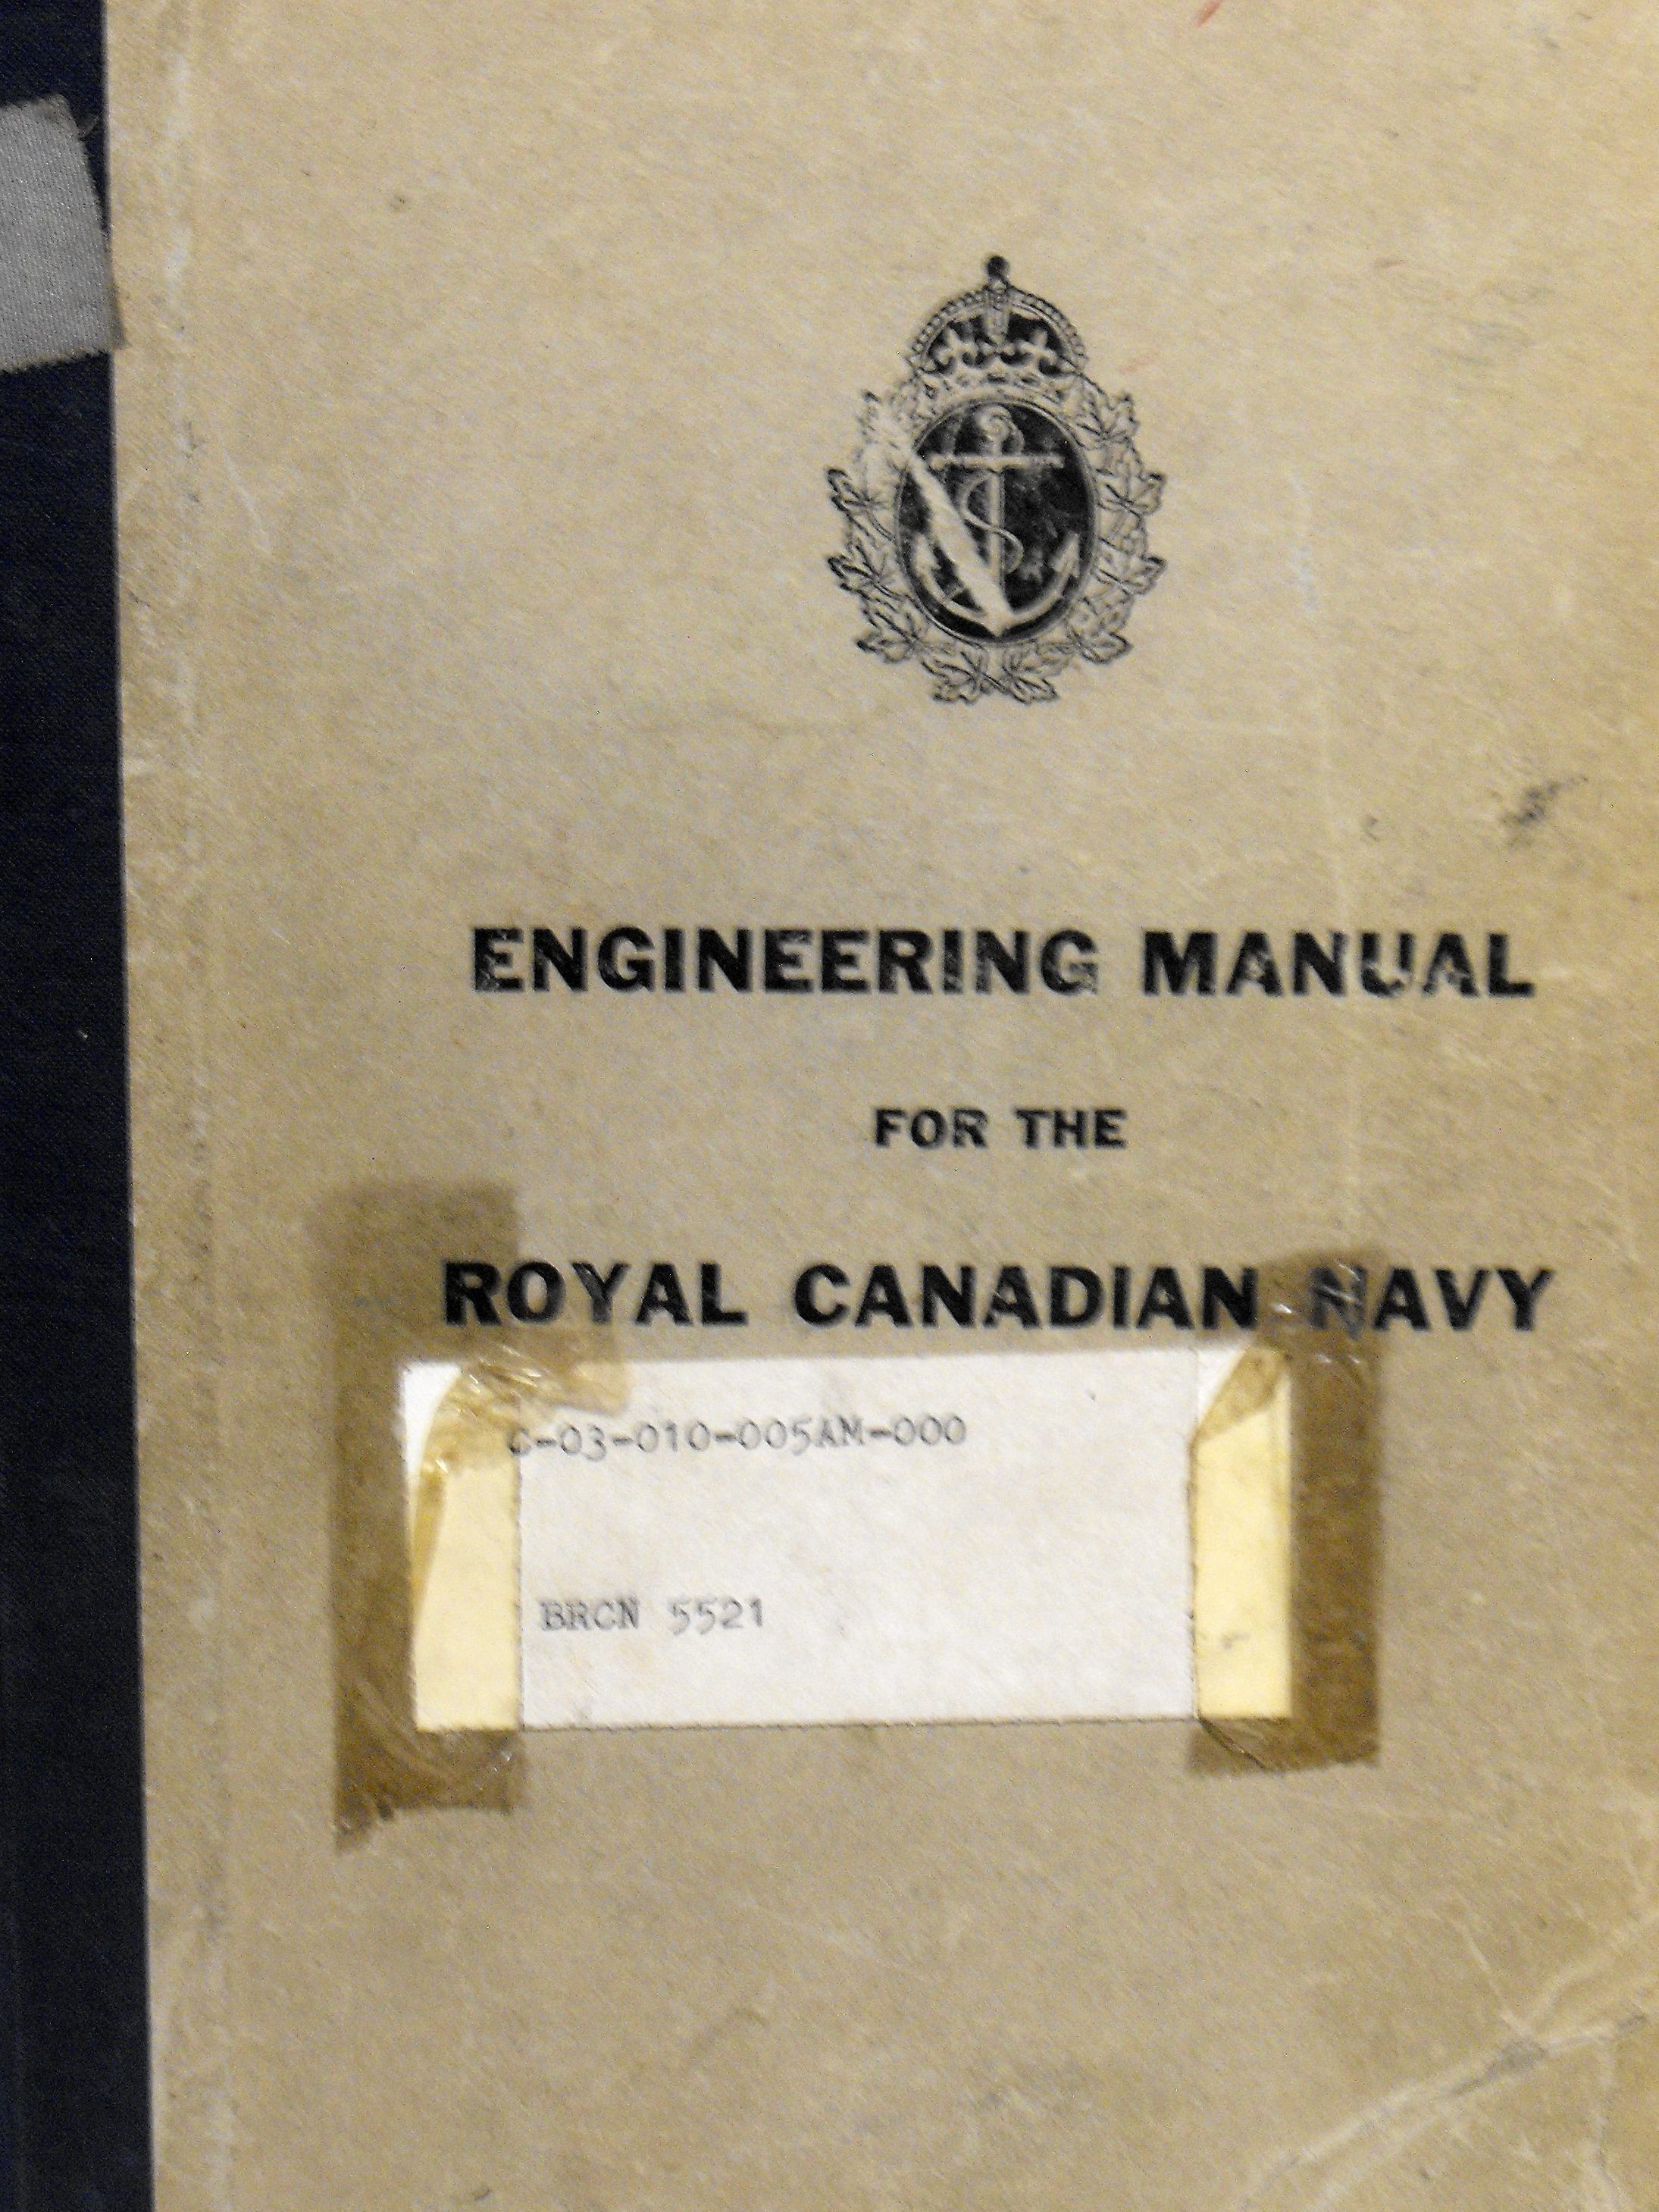 ENGINEERING MANUAL
FOR THE
ROYAL CANADIAN NAVY
C-03-010-005AM-000
BRCN 5521